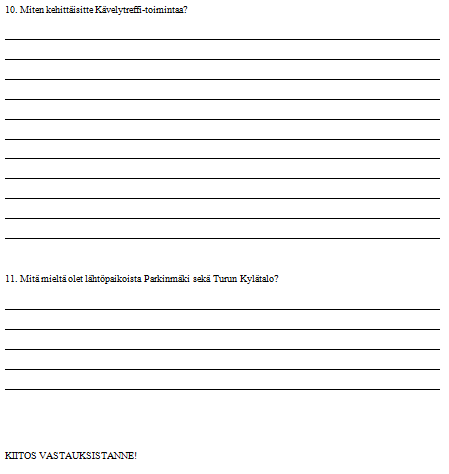 10. Miten kehittäisitte Kävelytreffi-toimintaa?
11. Mitä mieltä olet lähtöpaikoista Parkinmäki sekä Turun Kylätalo?
KIITOS VASTAUKSISTANNE!